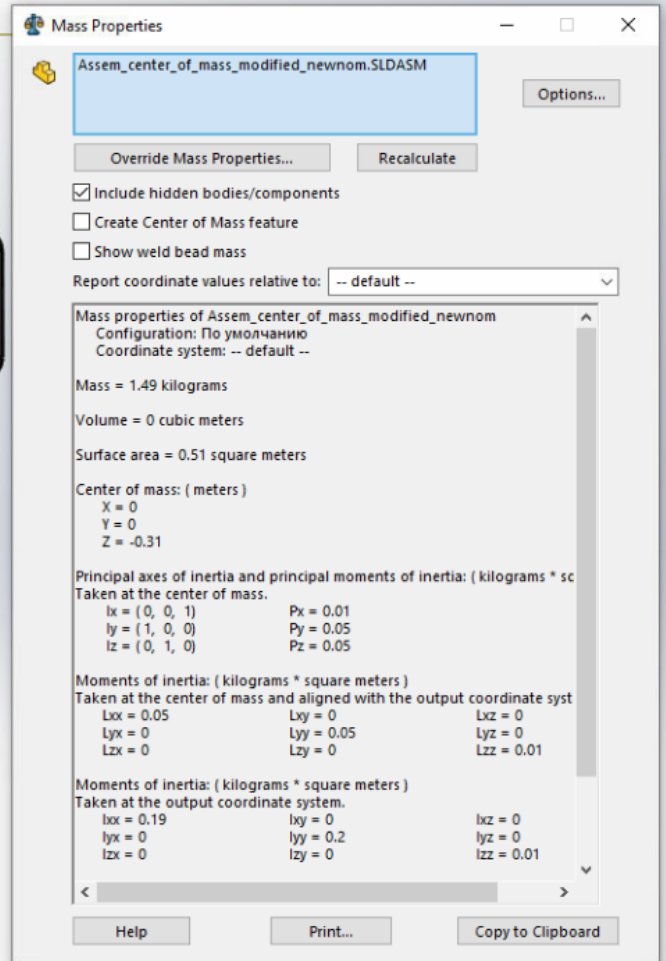 Mass Properties
Assem_center_of_mass_modified_newnom.SLDASM
Options...
Override Mass Properties...
Recalculate
Include hidden bodies/components
Create Center of Mass feature
Show weld bead mass
Report coordinate values relative to: -- default --
Mass properties of Assem_center_of_mass_modified_newnom
Configuration: По умолчанию
Coordinate system: -- default --
Mass = 1.49 kilograms
Volume = 0 cubic meters
Surface area = 0.51 square meters
Center of mass: ( meters )
X = 0
Y = 0
Z = -0.31
Principal axes of inertia and principal moments of inertia: ( kilograms * sc
Taken at the center of mass.
Ix = ( 0, 0, 1) Px = 0.01
Iy = ( 1, 0, 0) Py = 0.05
Iz = ( 0, 1, 0) Pz = 0.05
Moments of inertia: ( kilograms * square meters )
Taken at the center of mass and aligned with the output coordinate syst
Lxx = 0.05 Lxy = 0 Lxz = 0
Lyx = 0 Lyy = 0.05 Lyz = 0
Lzx = 0 Lzy = 0 Lzz = 0.01
Moments of inertia: ( kilograms * square meters )
Taken at the output coordinate system.
Ixx = 0.19 Ixy = 0 Ixz = 0
Iyx = 0 Iyy = 0.2 Iyz = 0
Izx = 0 Izy = 0 Izz = 0.01
Help
Print...
Copy to Clipboard